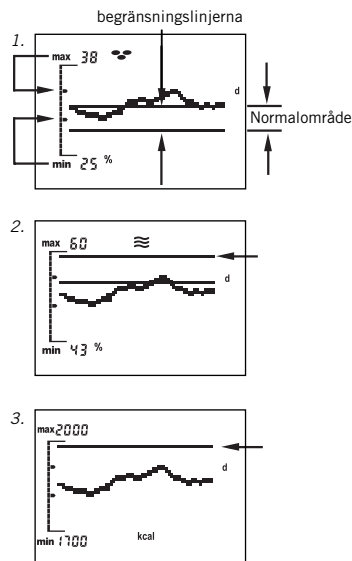 begränsningslinjerna
1.
max 38
d
Normalområde
min 25 %
2.
max 60
d
min 43 %
3.
max 2000
d
min 1700
kcal